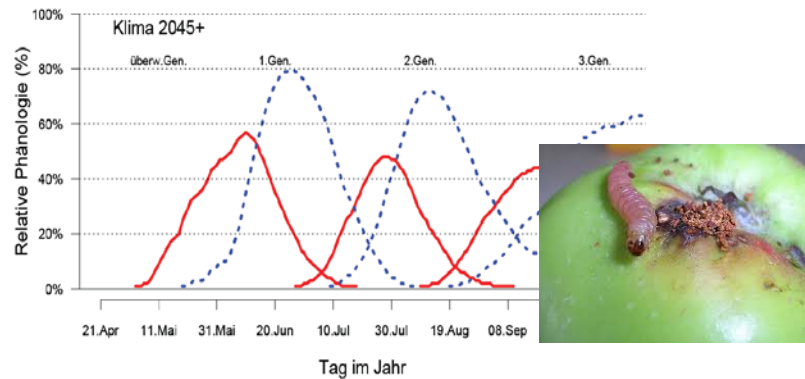 Klima 2045+
100%
80%
60%
40%
20%
0%
Relative Phänologie (%)
überw.Gen. 1.Gen. 2.Gen. 3.Gen.
21.Apr 11.Mai 31.Mai 20.Jun 10.Jul 30.Jul 19.Aug 08.Sep
Tag im Jahr